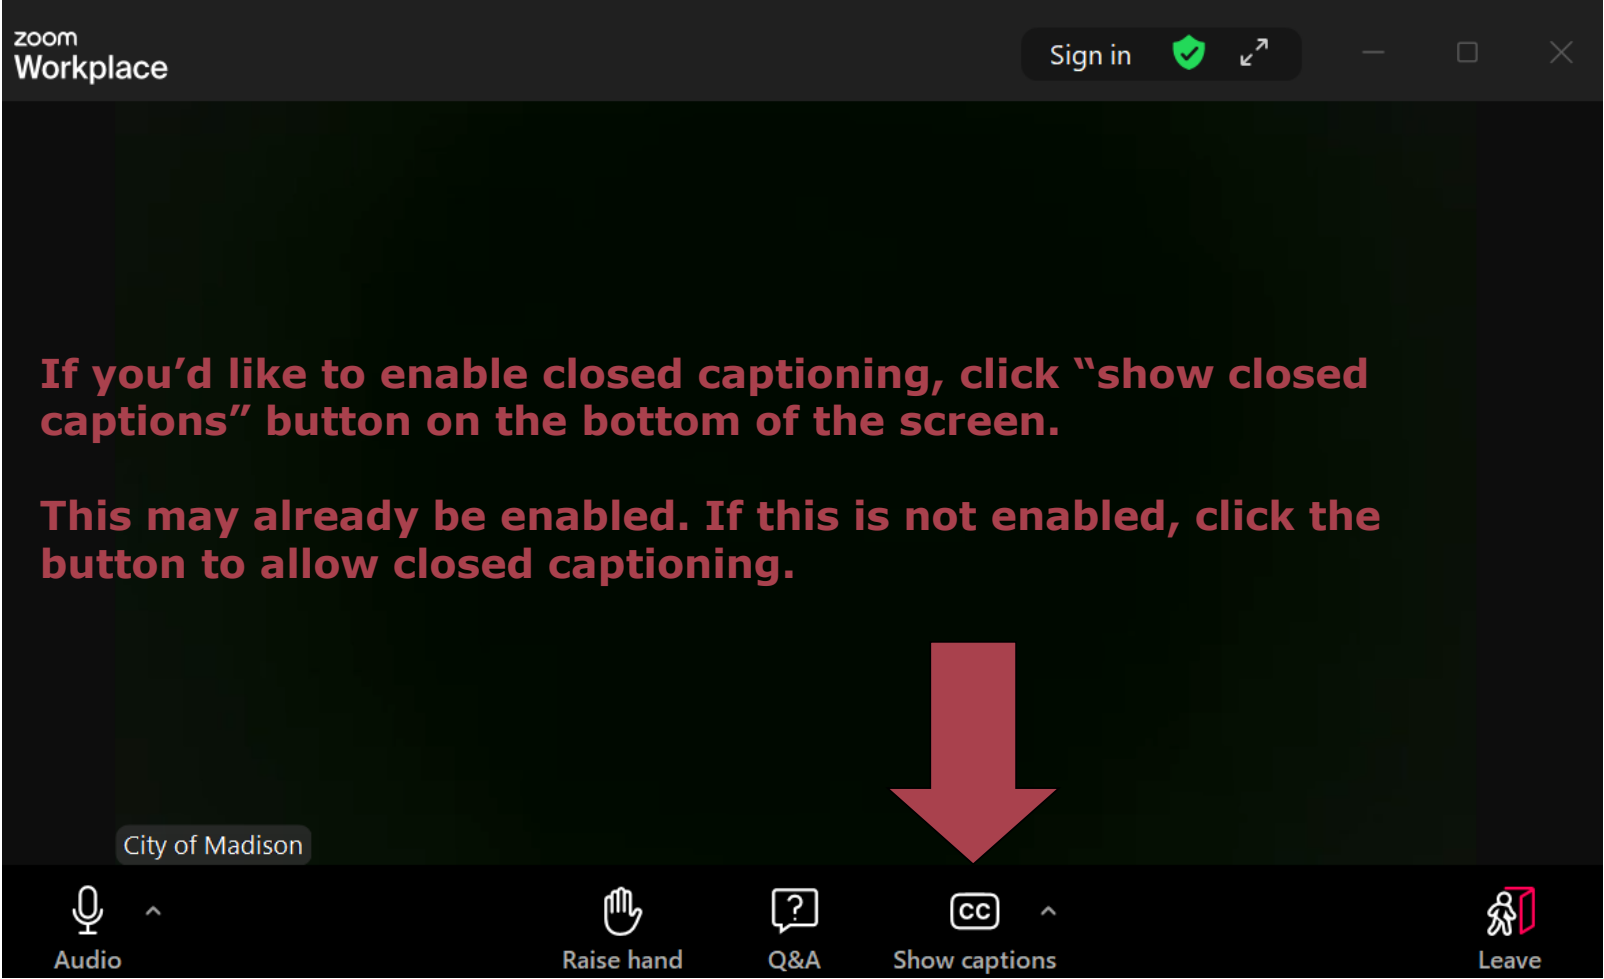 zoom
Workplace
Sign in
If you’d like to enable closed captioning, click “show closed
captions” button on the bottom of the screen.
This may already be enabled. If this is not enabled, click the
button to allow closed captioning.
City of Madison
CC
Audio
Raise hand
Q&A
Show captions
Leave